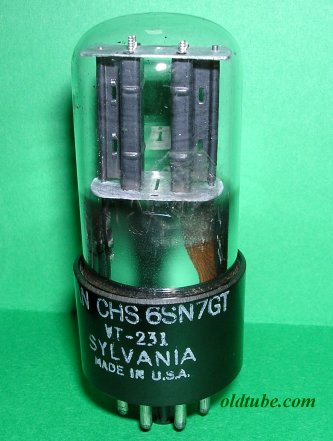 N CHS 6SN7GT
VT-231
SYLVANIA
MADE IN U.S.A.
oldtube.com